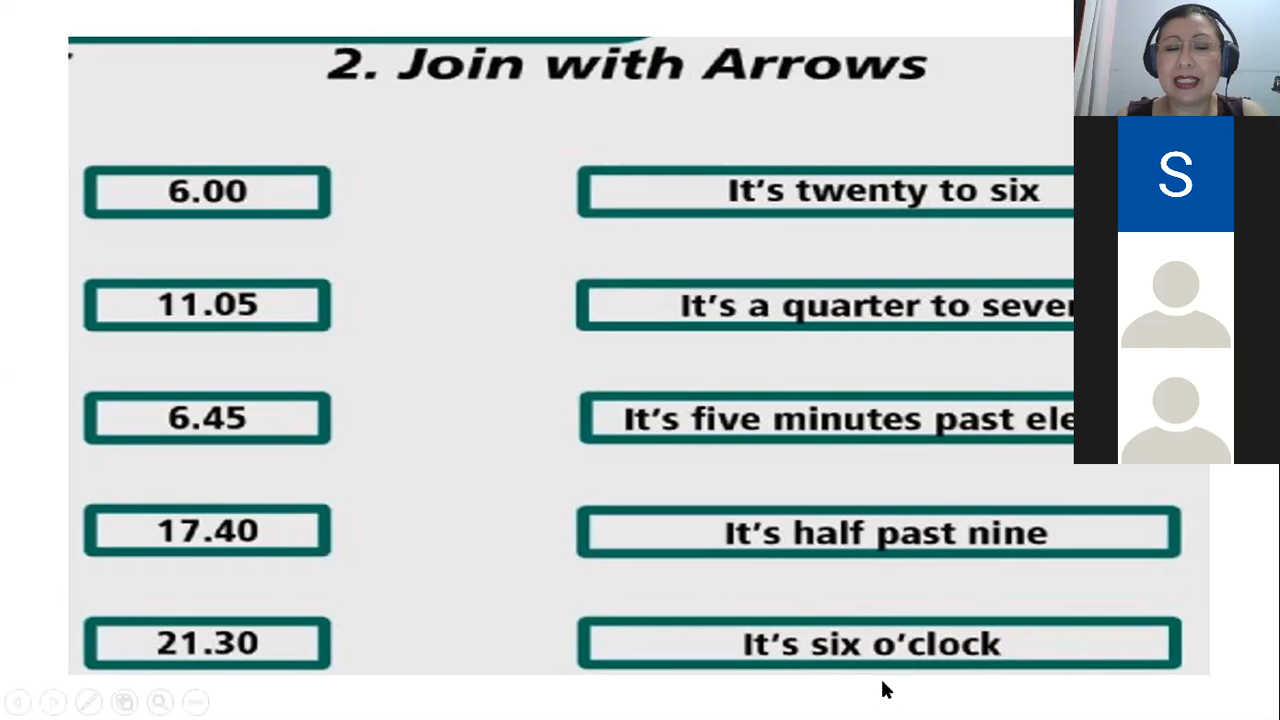 2. Join with Arrows
6.00
It's twenty to six
S
11.05
It's a quarter to
6.45
It's five minutes past
17.40
It's half past nine
21.30
It's six o'clock